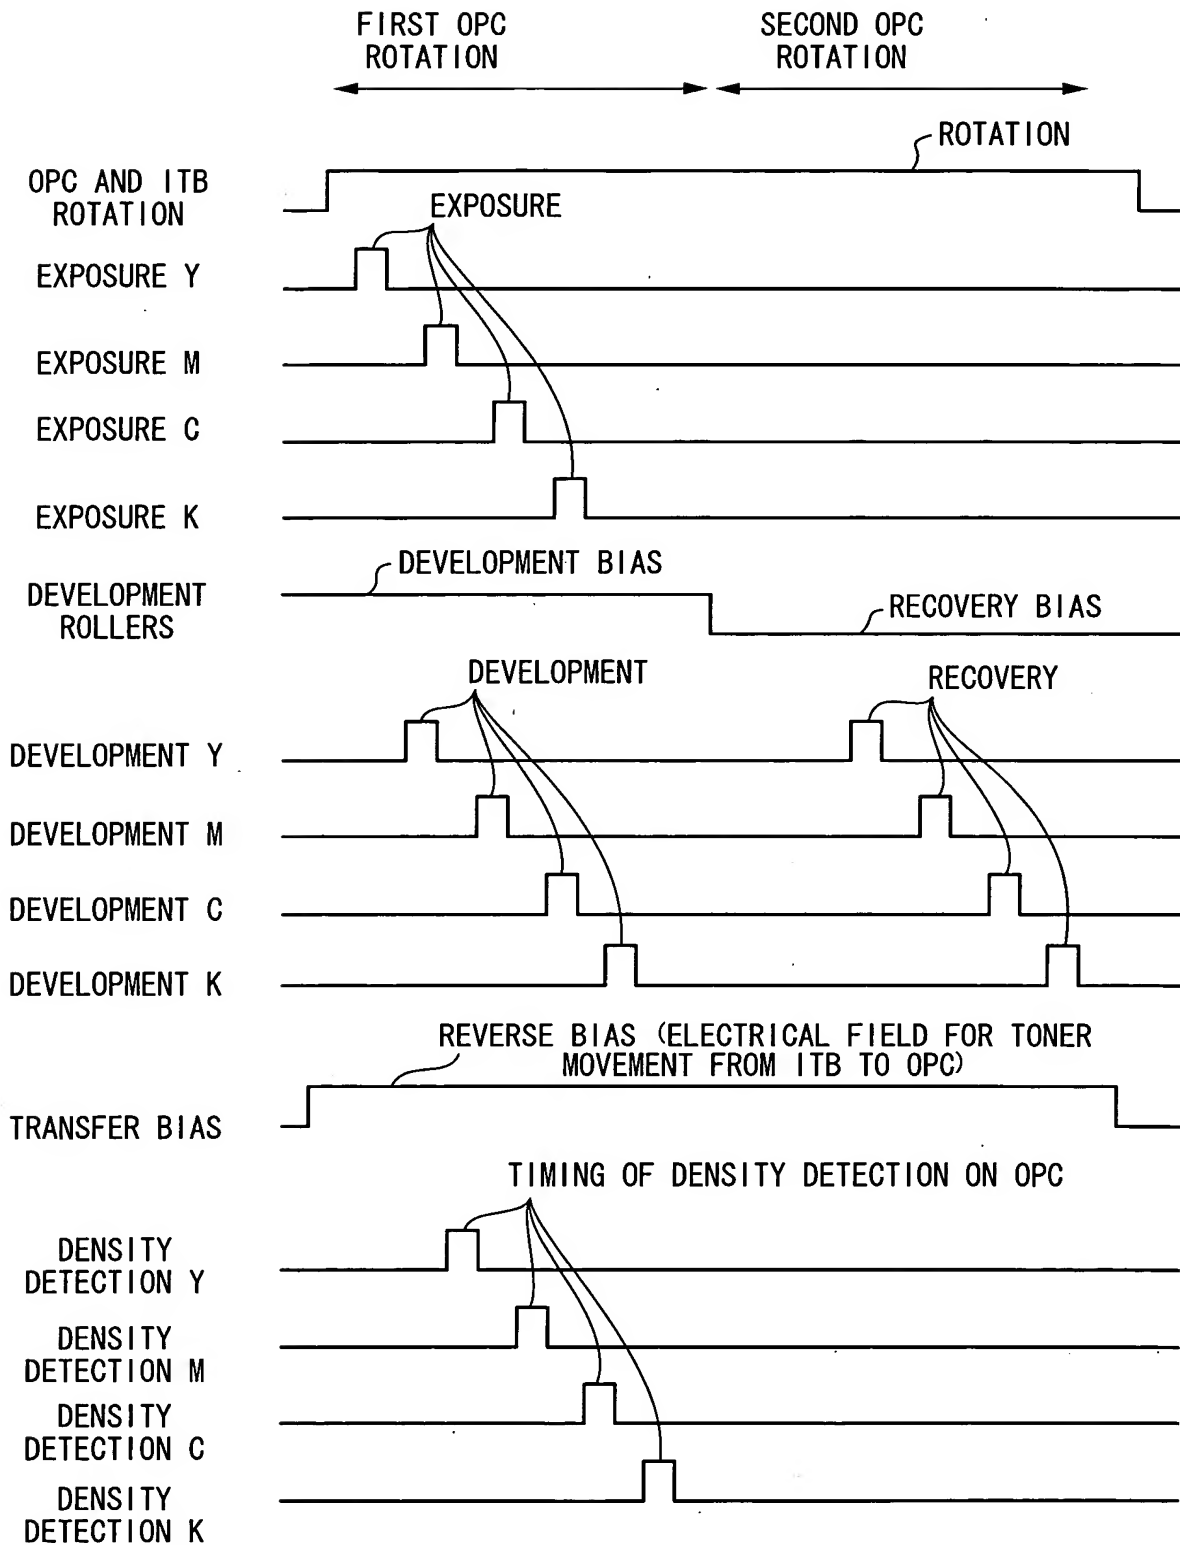 FIRST OPC
ROTATION
SECOND OPC
ROTATION
ROTATION
OPC AND ITB
ROTATION
EXPOSURE
EXPOSURE Y
EXPOSURE M
EXPOSURE C
EXPOSURE K
DEVELOPMENT BIAS
DEVELOPMENT
ROLLERS
RECOVERY BIAS
DEVELOPMENT
RECOVERY
DEVELOPMENT Y
DEVELOPMENT M
DEVELOPMENT C
DEVELOPMENT K
REVERSE BIAS (ELECTRICAL FIELD FOR TONER
MOVEMENT FROM ITB TO OPC)
TRANSFER BIAS
TIMING OF DENSITY DETECTION ON OPC
DENSITY
DETECTION Y
DENSITY
DETECTION M
DENSITY
DETECTION C
DENSITY
DETECTION K